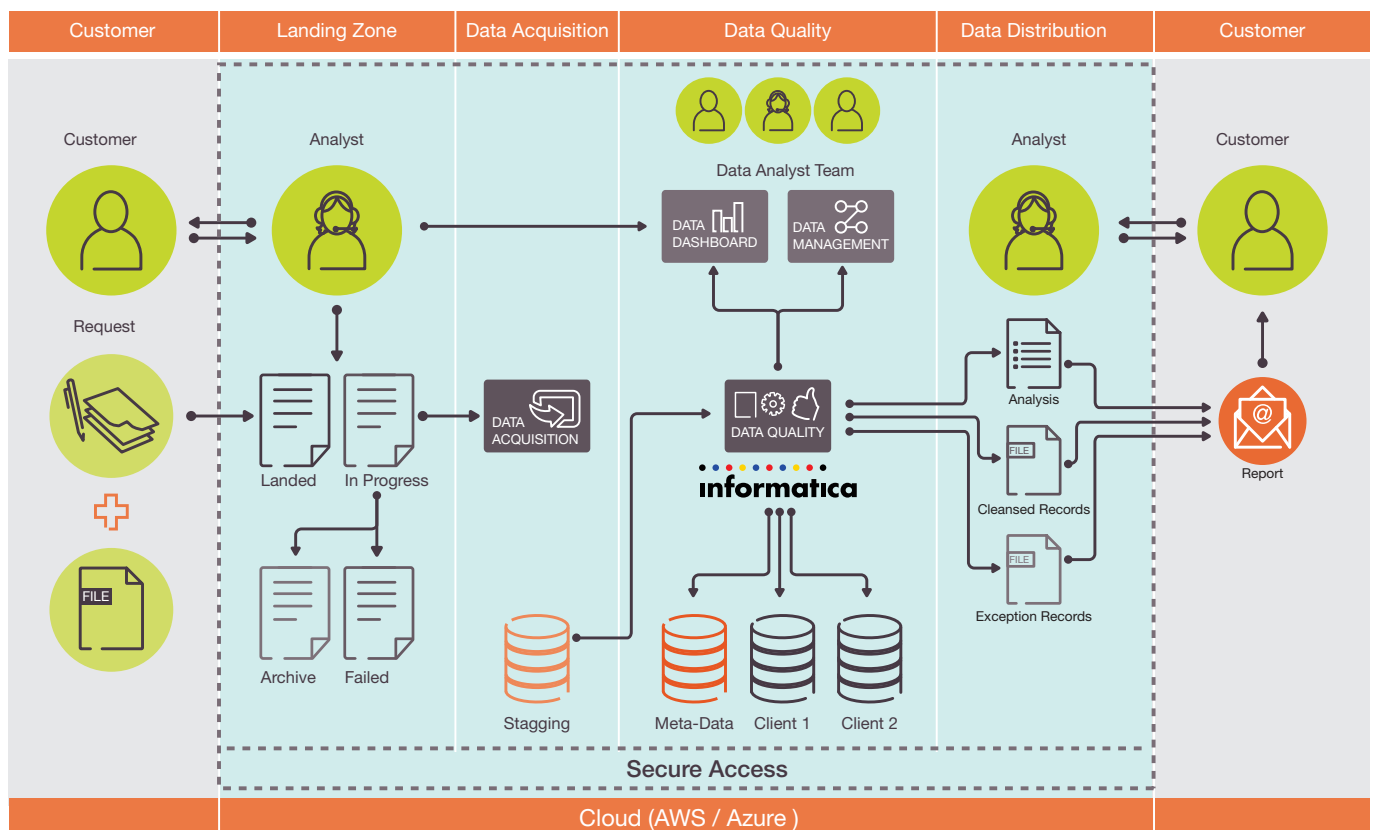 Customer
Landing Zone
Data Acquisition
Data Quality
Data Distribution
Customer
Customer
Analyst
Data Analyst Team
Analyst
Customer
DATA
DASHBOARD
DATA
MANAGEMENT
Request
Landed
In Progress
DATA
ACQUISITION
DATA QUALITY
informatica
Analysis
@
Report
FILE
Cleansed Records
FILE
Exception Records
FILE
Archive
Failed
Stagging
Meta-Data
Client 1
Client 2
Secure Access
Cloud (AWS / Azure )